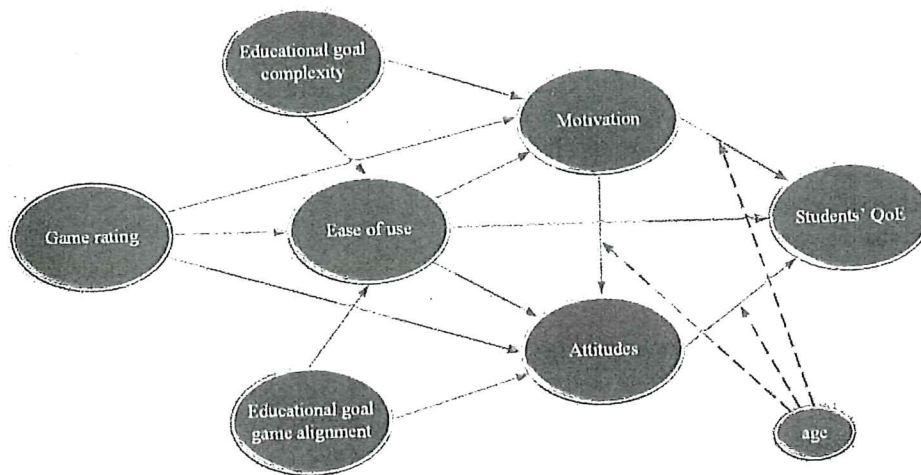 Educational goal
complexity
Motivation
Game rating
Ease of use
Students' QoE
Attitudes
Educational goal
game alignment
age